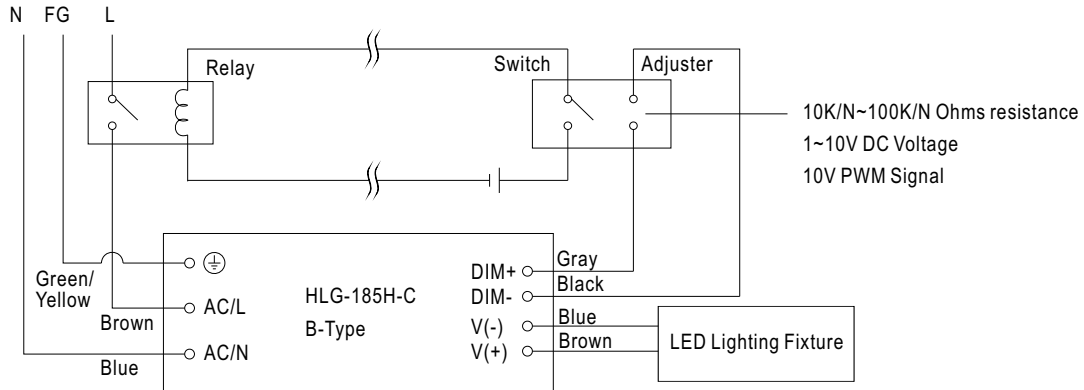 N FG L
Relay
Switch
Adjuster
10K/N~100K/N Ohms resistance
1~10V DC Voltage
10V PWM Signal
Green/
Yellow
Brown
Blue
AC/L
AC/N
HLG-185H-C
B-Type
DIM+
DIM-
V(-)
V(+)
Gray
Black
Blue
Brown
LED Lighting Fixture